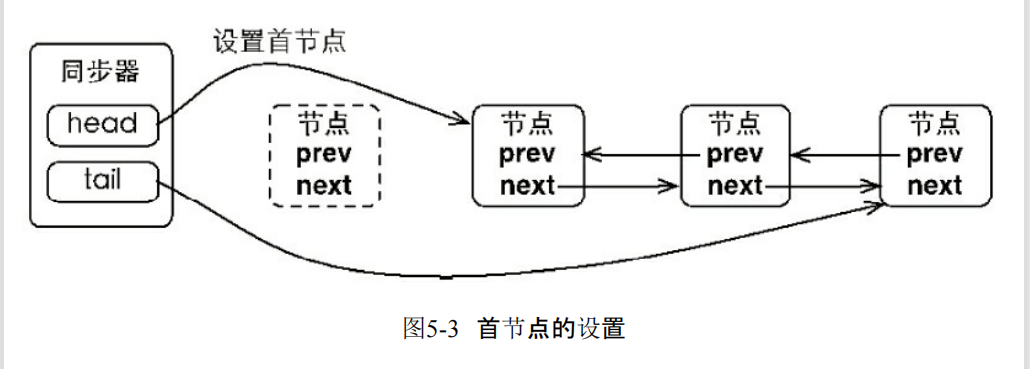 设置首节点
同步器
head
tail
节点
prev
next
节点
prev
next
节点
prev
next
节点
prev
next
图5-3 首节点的设置